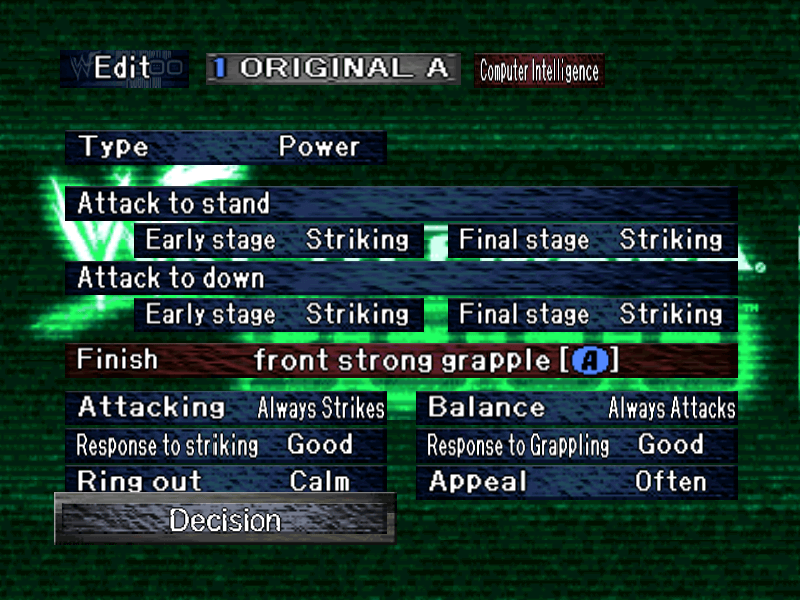 Edit 1 ORIGINAL A Computer Intelligence
Type Power
Attack to stand
Early stage Striking Final stage Striking
Attack to down
Early stage Striking Final stage Striking
Finish front strong grapple [A]
Attacking Always Strikes Balance Always Attacks
Response to striking Good Response to Grappling Good
Ring out Calm Appeal Often
Decision